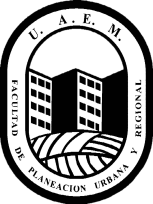 U. A. E. M.
FACULTAD DE PLANEACION URBANA Y REGIONAL